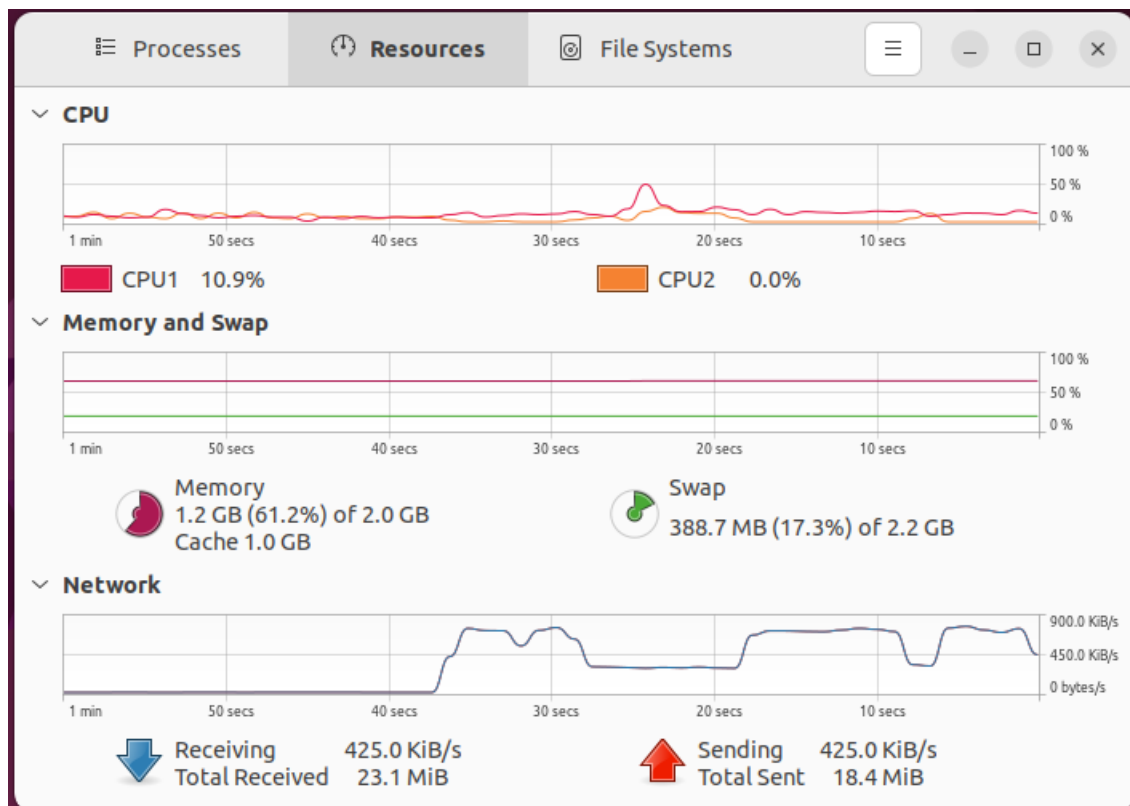 Processes Resources File Systems
CPU
100 %
50 %
0 %
1 min 50 secs 40 secs 30 secs 20 secs 10 secs
CPU1 10.9% CPU2 0.0%
Memory and Swap
100 %
50 %
0 %
1 min 50 secs 40 secs 30 secs 20 secs 10 secs
Memory
1.2 GB (61.2%) of 2.0 GB
Cache 1.0 GB
Swap
388.7 MB (17.3%) of 2.2 GB
Network
900.0 KiB/s
450.0 KiB/s
0 bytes/s
1 min 50 secs 40 secs 30 secs 20 secs 10 secs
Receiving 425.0 KiB/s
Total Received 23.1 MiB
Sending 425.0 KiB/s
Total Sent 18.4 MiB